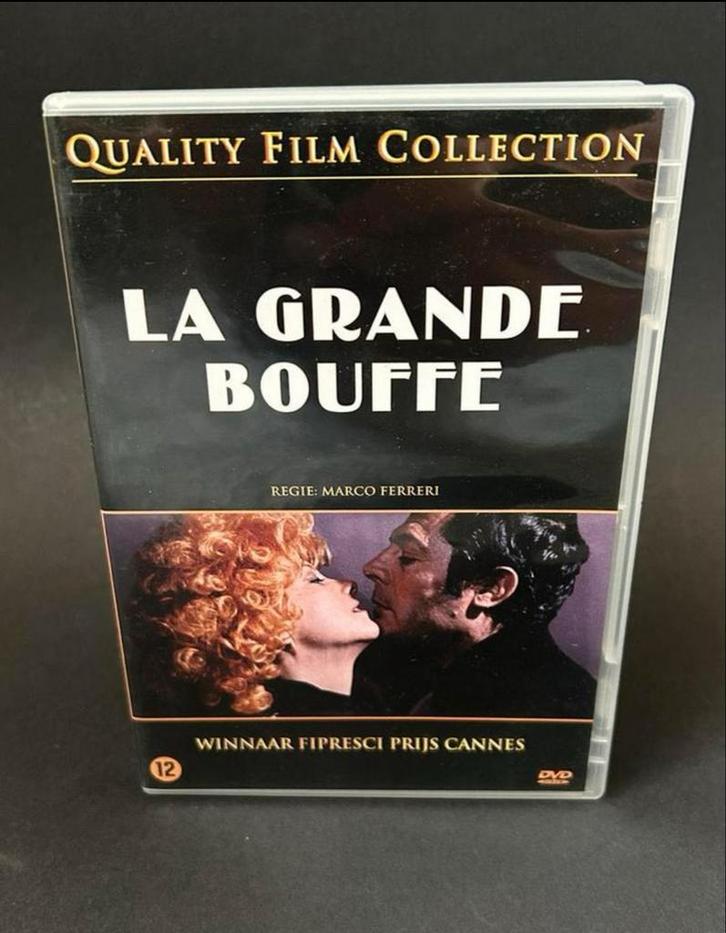 QUALITY FILM COLLECTION
LA GRANDE
BOUFFE
REGIE: MARCO FERRERI
WINNAAR FIPRESCI PRIJS CANNES
12
DVD